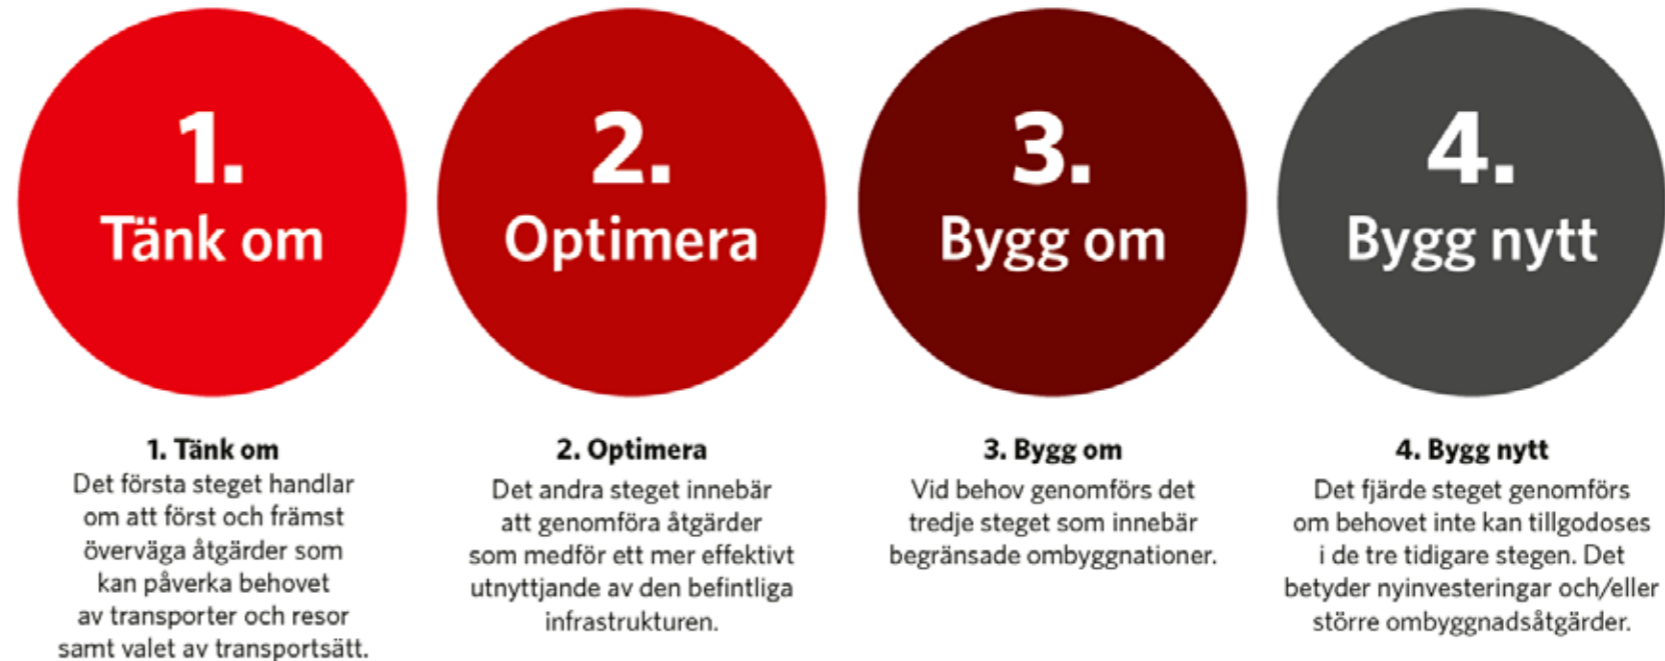 1.
Tänk om
2.
Optimera
3.
Bygg om
4.
Bygg nytt
1. Tänk om
Det första steget handlar
om att först och främst
överväga åtgärder som
kan påverka behovet
av transporter och resor
samt valet av transportsätt.
2. Optimera
Det andra steget innebär
att genomföra åtgärder
som medför ett mer effektivt
utnyttjande av den befintliga
infrastrukturen.
3. Bygg om
Vid behov genomförs det
tredje steget som innebär
begränsade ombyggnationer.
4. Bygg nytt
Det fjärde steget genomförs
om behovet inte kan tillgodoses
i de tre tidigare stegen. Det
betyder nyinvesteringar och/eller
större ombyggnadsåtgärder.